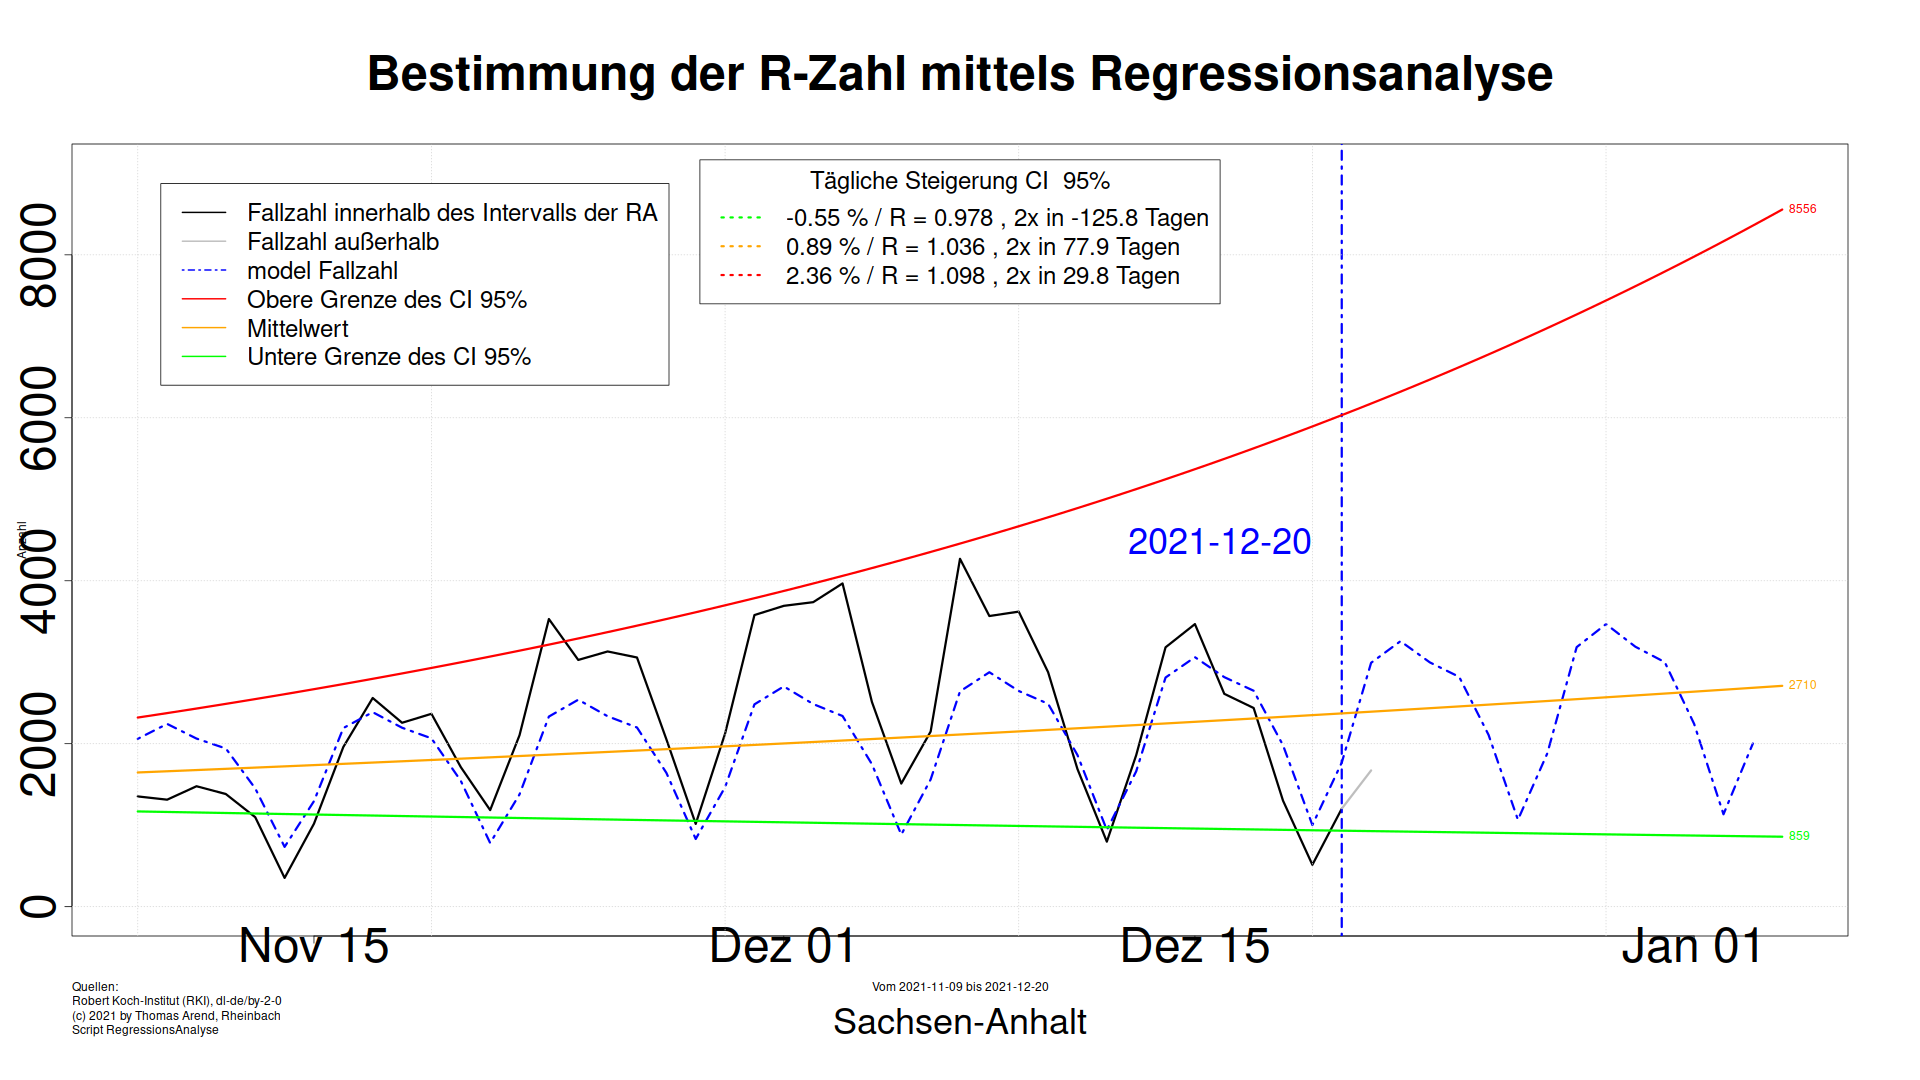 Bestimmung der R-Zahl mittels Regressionsanalyse
Fallzahl innerhalb des Intervalls der RA
Fallzahl außerhalb
model Fallzahl
Obere Grenze des CI 95%
Mittelwert
Untere Grenze des CI 95%
Tägliche Steigerung CI 95%
-0.55 % / R = 0.978 , 2x in -125.8 Tagen
0.89 % / R = 1.036 , 2x in 77.9 Tagen
2.36 % / R = 1.098 , 2x in 29.8 Tagen
8556
2021-12-20
2710
859
8000
6000
4000
2000
0
Anzahl
Nov 15
Dez 01
Dez 15
Jan 01
Quellen:
Robert Koch-Institut (RKI), dl-de/by-2-0
(c) 2021 by Thomas Arend, Rheinbach
Script RegressionsAnalyse
Vom 2021-11-09 bis 2021-12-20
Sachsen-Anhalt